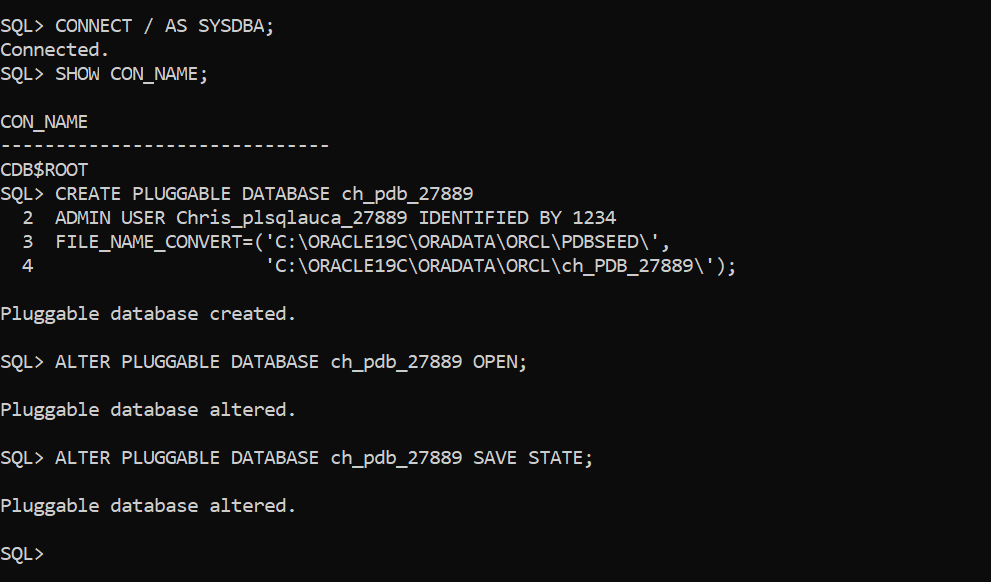 SQL> CONNECT / AS SYSDBA;
Connected.
SQL> SHOW CON_NAME;
CON_NAME
------------------------------
CDB$ROOT
SQL> CREATE PLUGGABLE DATABASE ch_pdb_27889
  2  ADMIN USER Chris_plsqlauca_27889 IDENTIFIED BY 1234
  3  FILE_NAME_CONVERT=('C:\ORACLE19C\ORADATA\ORCL\PDBSEED\',
  4                     'C:\ORACLE19C\ORADATA\ORCL\ch_PDB_27889\');
Pluggable database created.
SQL> ALTER PLUGGABLE DATABASE ch_pdb_27889 OPEN;
Pluggable database altered.
SQL> ALTER PLUGGABLE DATABASE ch_pdb_27889 SAVE STATE;
Pluggable database altered.
SQL>